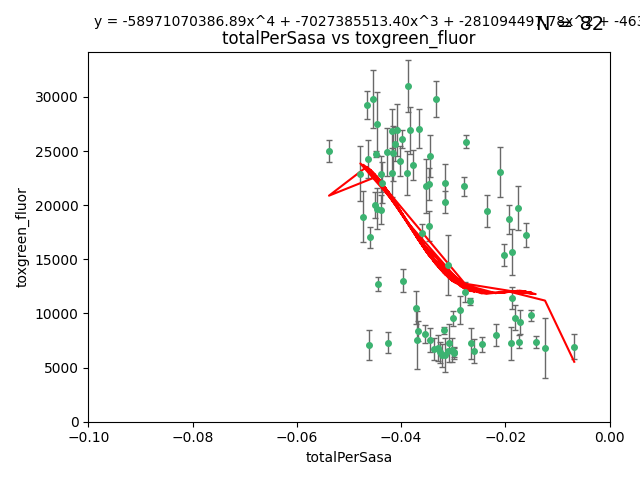 y = -58971070386.89x^4 + -7027385513.40x^3 + -281094497.78x^2 + -463
N = 82
totalPerSasa vs toxgreen_fluor
30000
25000
20000
15000
10000
5000
0
toxgreen_fluor
−0.10 −0.08 −0.06 −0.04 −0.02 0.00
totalPerSasa